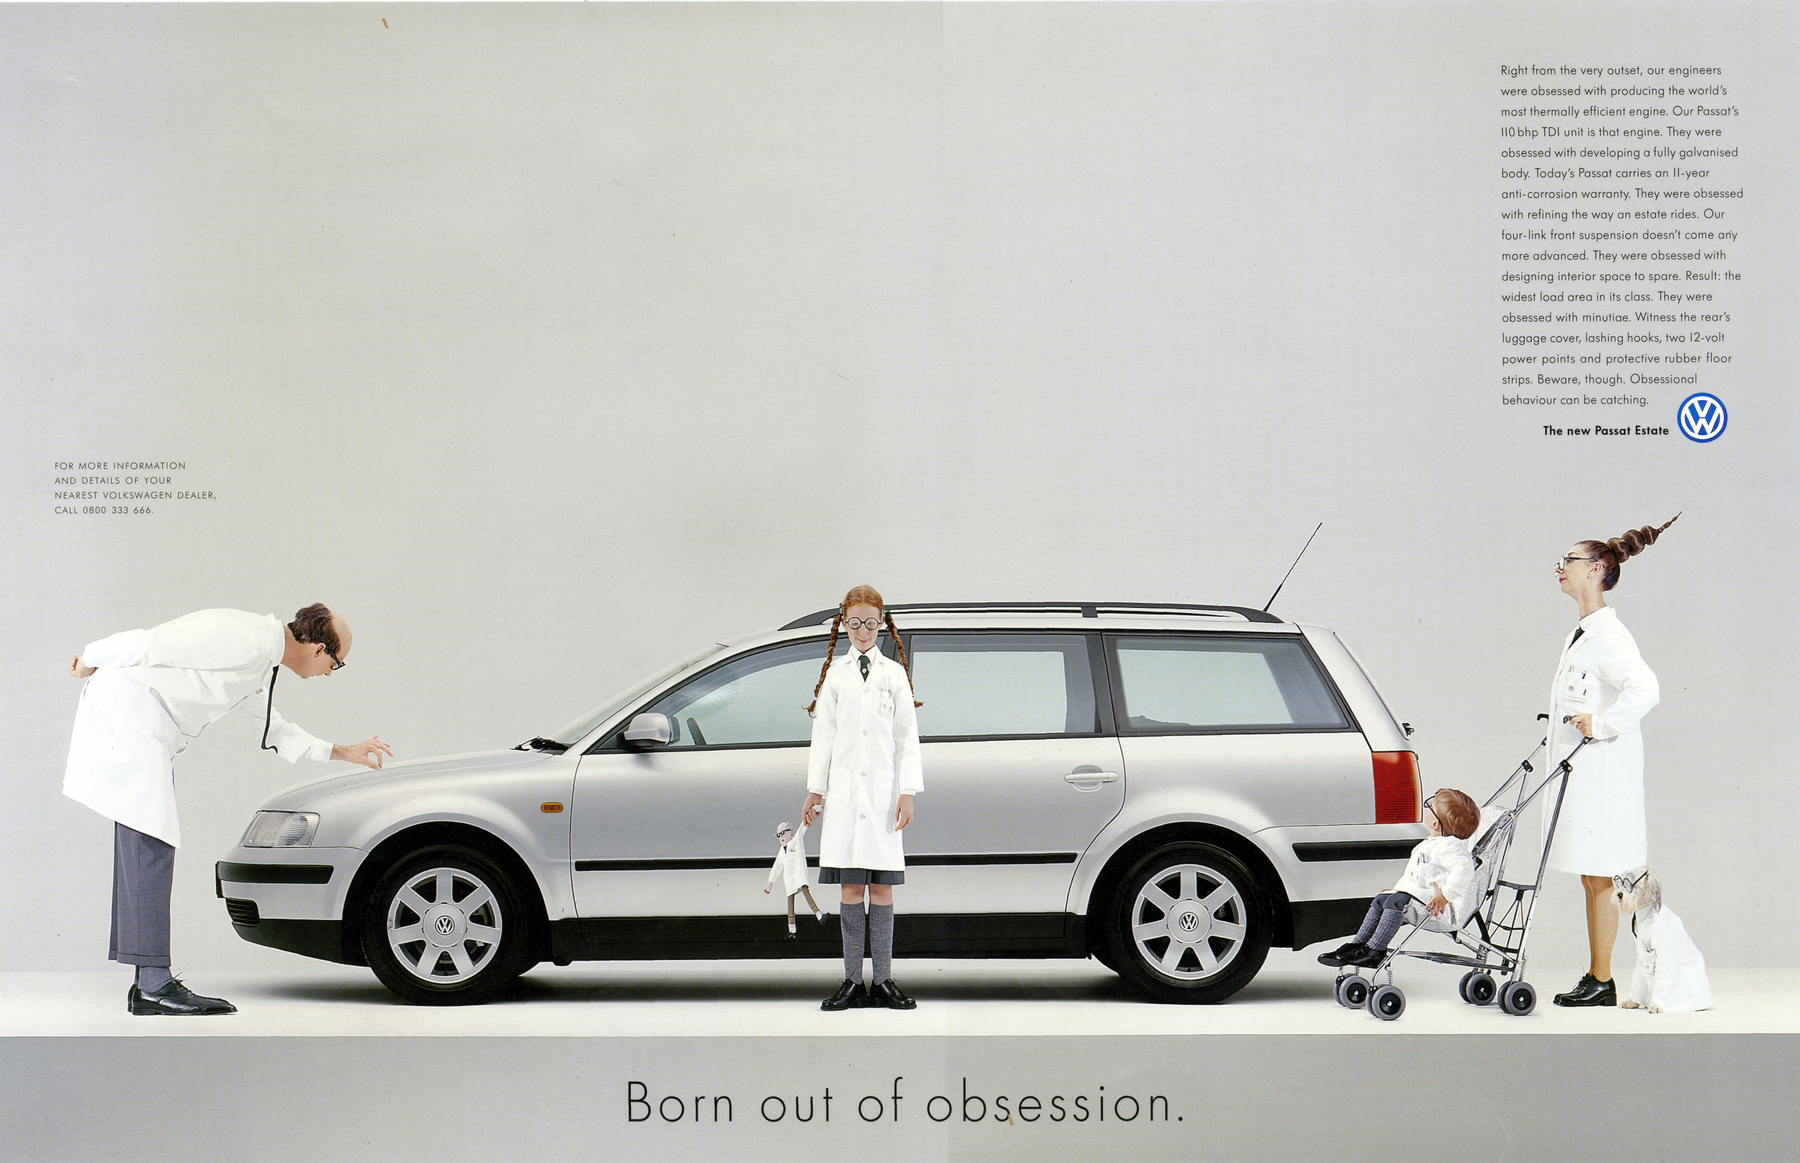 Right from the very outset, our engineers
were obsessed with producing the world's
most thermally efficient engine. Our Passat's
110 bhp TDI unit is that engine. They were
obsessed with developing a fully galvanised
body. Today's Passat carries an 11-year
anti-corrosion warranty. They were obsessed
with refining the way an estate rides. Our
four-link front suspension doesn't come any
more advanced. They were obsessed with
designing interior space to spare. Result: the
widest load area in its class. They were
obsessed with minutiae. Witness the rear's
luggage cover, lashing hooks, two 12-volt
power points and protective rubber floor
strips. Beware, though. Obsessional
behaviour can be catching.
The new Passat Estate
FOR MORE INFORMATION
AND DETAILS OF YOUR
NEAREST VOLKSWAGEN DEALER,
CALL 0800 333 666.
Born out of obsession.